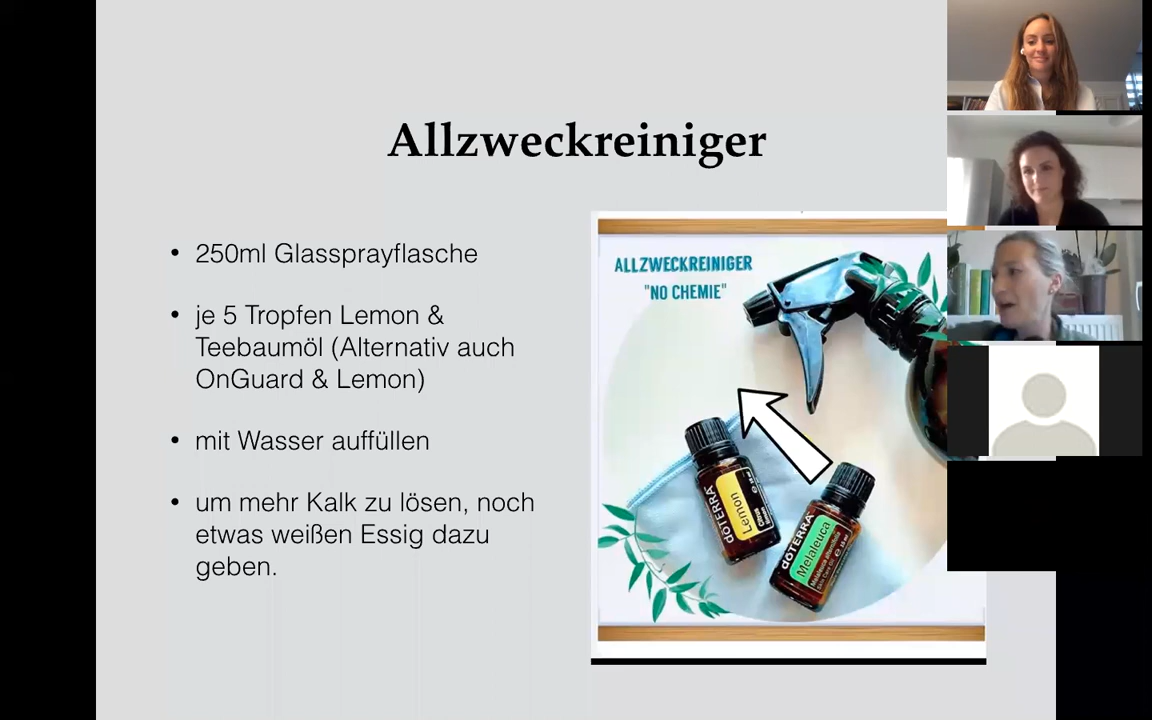 Allzweckreiniger
• 250ml Glassprayflasche
• je 5 Tropfen Lemon &
Teebaumöl (Alternativ auch
OnGuard & Lemon)
• mit Wasser auffüllen
• um mehr Kalk zu lösen, noch
etwas weißen Essig dazu
geben.
ALLZWECKREINIGER
"NO CHEMIE"
dōTERRA
Lemon
dōTERRA
Melaleuca